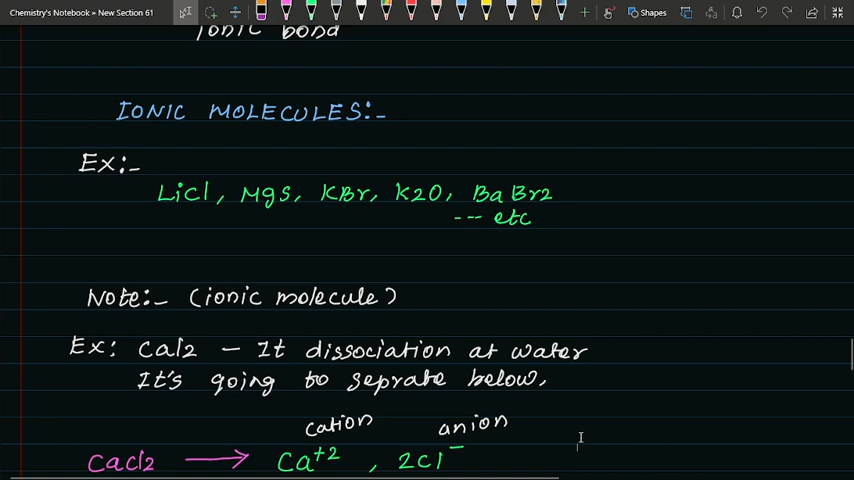 Chemistry's Notebook » New Section 61
Shapes
ionic bond
IONIC MOLECULES:-
Ex:-
LiCl, MgS, KBr, K2O, BaBr2
--- etc
Note:- (ionic molecule)
Ex: CaCl2 - It dissociation at water
It's going to seprate below,
cation anion
CaCl2 → Ca+2 , 2Cl-